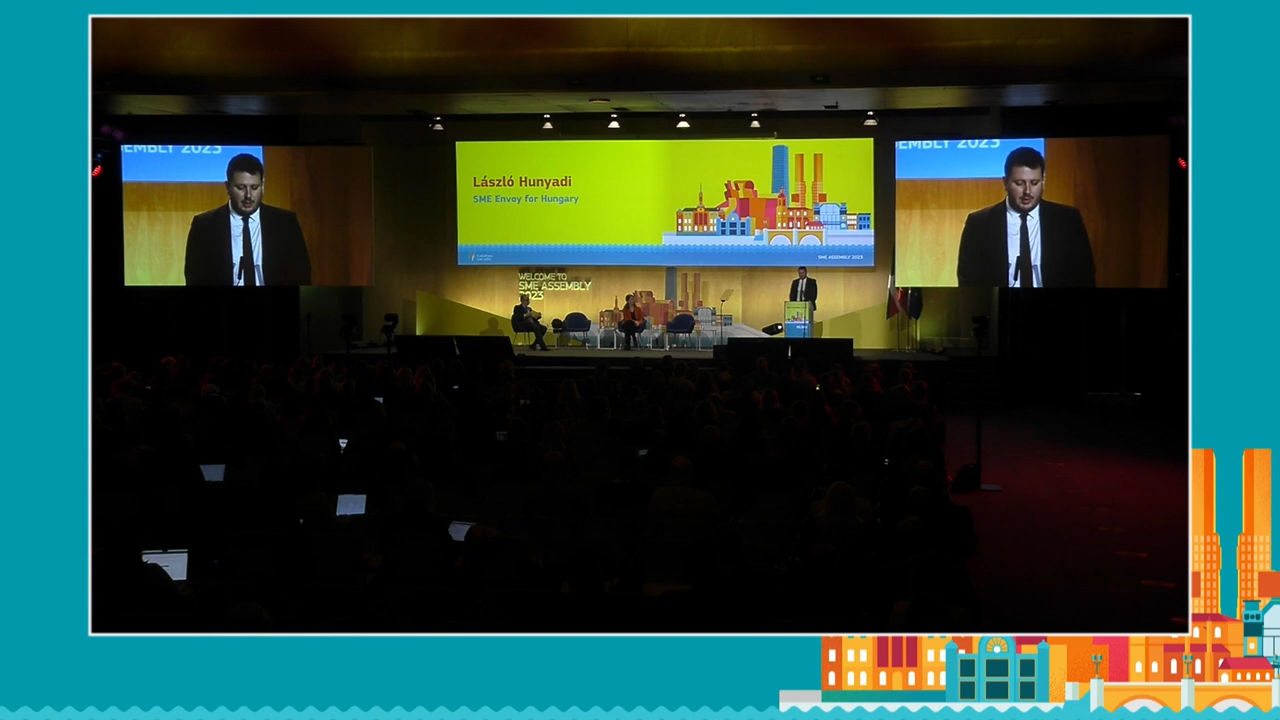 EMBLY 2023
László Hunyadi
SME Envoy for Hungary
SME ASSEMBLY 2023
EMBLY 2023
WELCOME TO
SME ASSEMBLY
2023